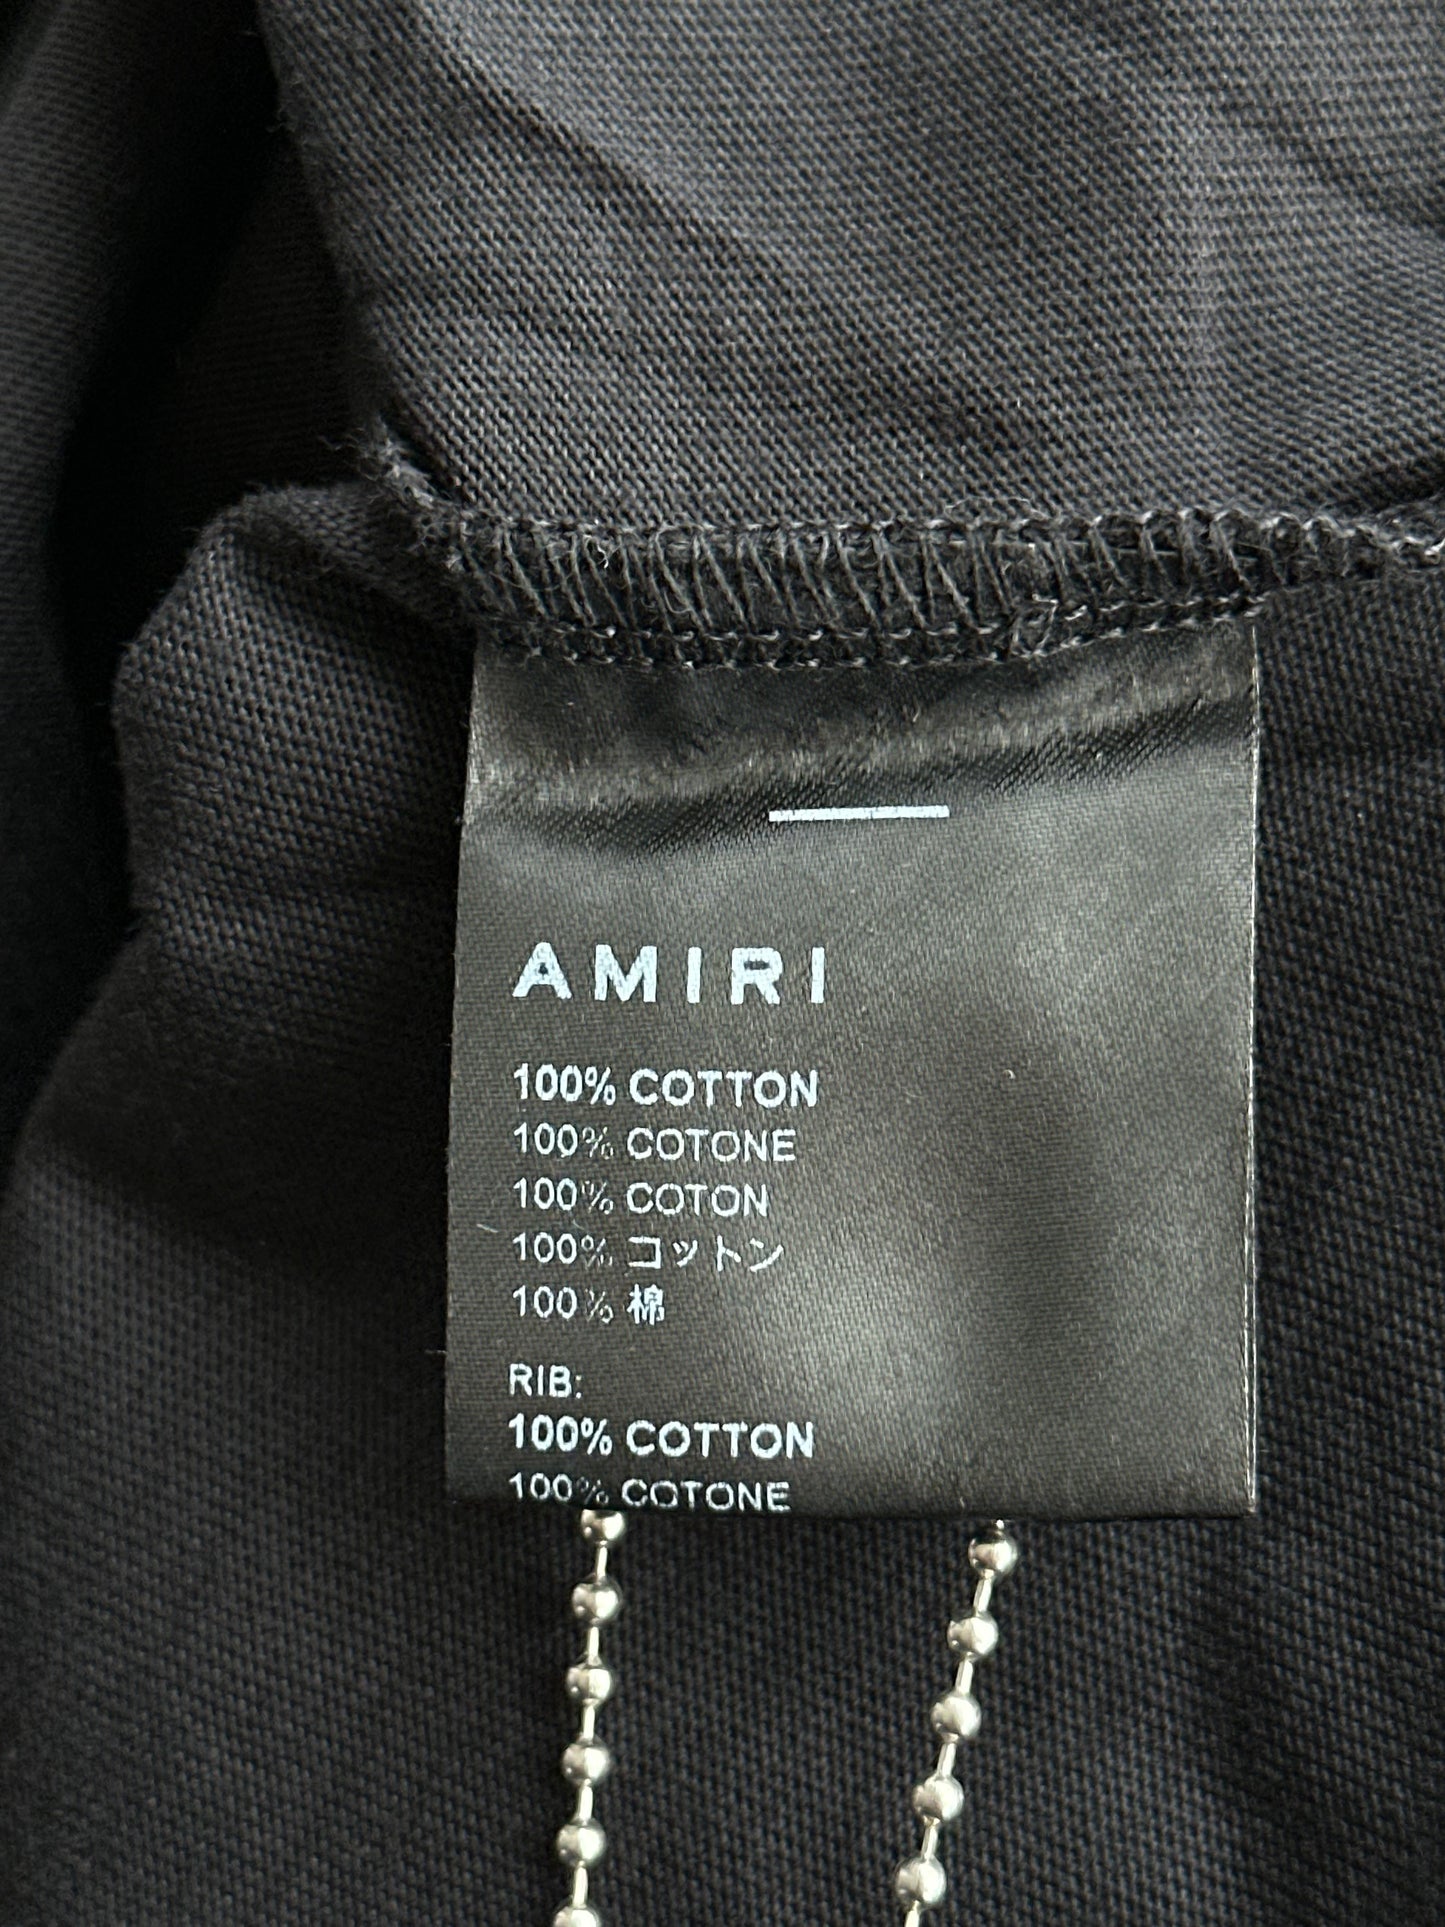 AMIRI
100% COTTON
100% COTONE
100% COTON
100% コットン
100% 棉
RIB:
100% COTTON
100% COTONE